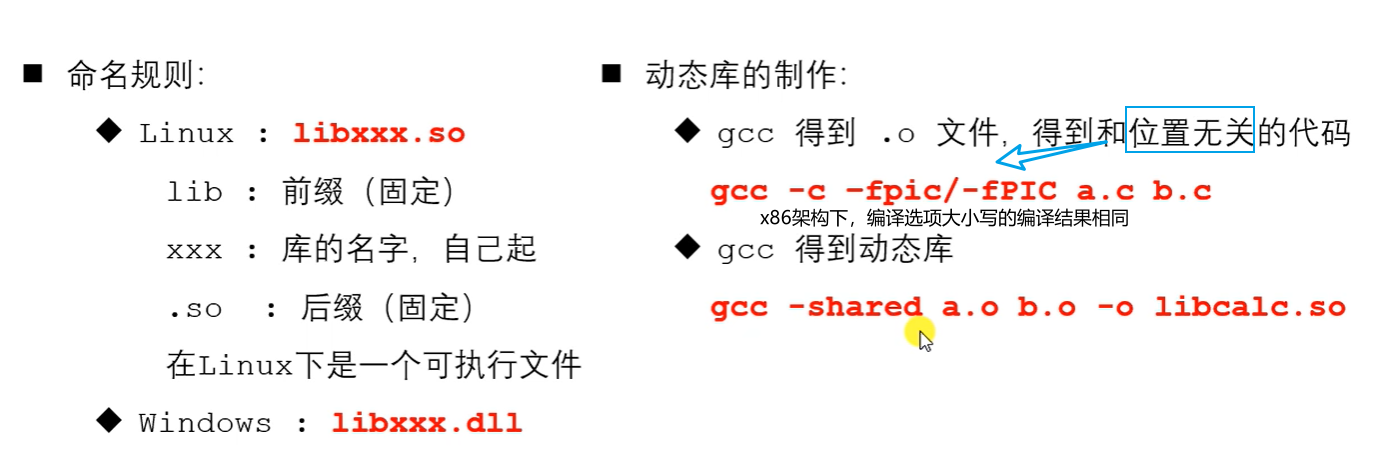 ■ 命名规则：
◆ Linux : libxxx.so
lib : 前缀（固定）
xxx : 库的名字，自己起
.so : 后缀（固定）
在Linux下是一个可执行文件
◆ Windows : libxxx.dll
■ 动态库的制作：
◆ gcc 得到 .o 文件，得到和位置无关的代码
gcc -c -fpic/-fPIC a.c b.c
x86架构下，编译选项大小写的编译结果相同
◆ gcc 得到动态库
gcc -shared a.o b.o -o libcalc.so